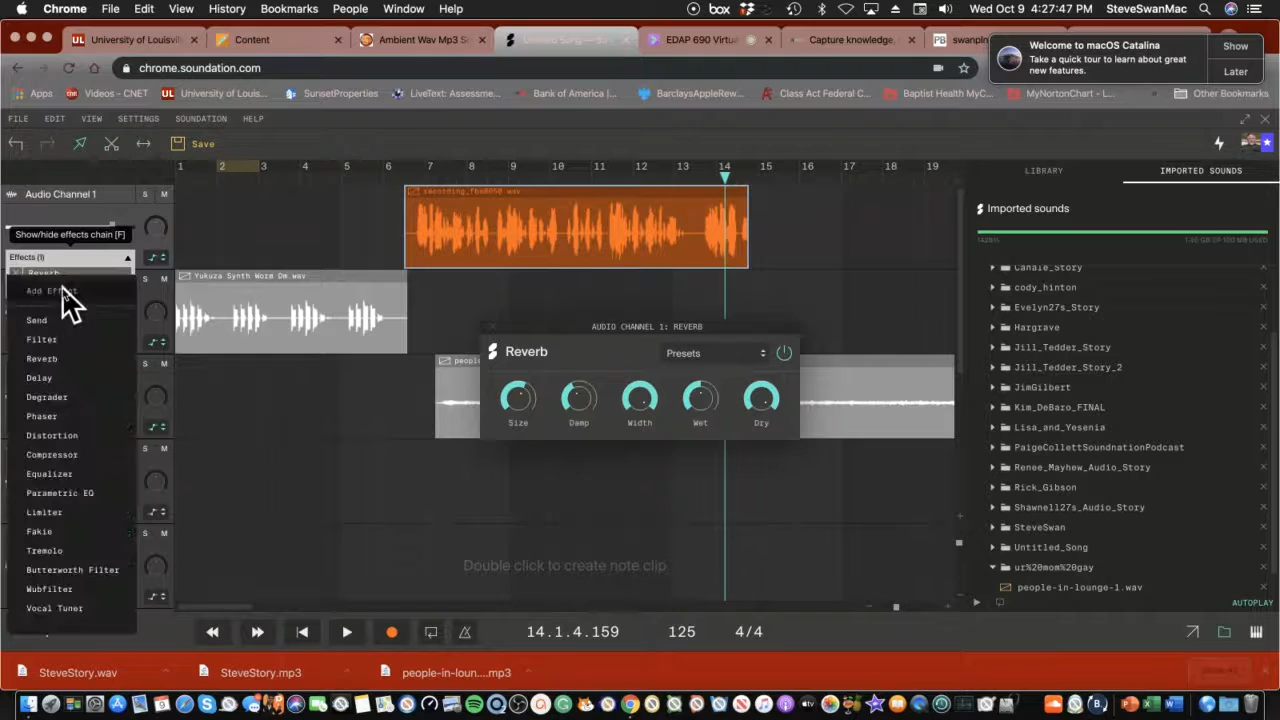 Chrome File Edit View History Bookmarks People Window Help box Wed Oct 9 4:27:47 PM SteveSwanMac
University of Louisvill Content Ambient Wav Mp3 S EDAP 690 Virtua Capture knowledge,
Welcome to macOS Catalina
Take a quick tour to learn about great
new features.
Show
Later
chrome.soundation.com
Apps Videos – CNET University of Louis... SunsetProperties LiveText: Assessme... Bank of America |... BarclaysAppleRew... Class Act Federal C... Baptist Health MyC... MyNortonChart – L... Other Bookmarks
FILE EDIT VIEW SETTINGS SOUNDATION HELP
Save
1 2 3 4 5 6 7 8 9 10 11 12 13 14 15 16 17 18 19
LIBRARY IMPORTED SOUNDS
Audio Channel 1 S M
Imported sounds
Show/hide effects chain [F]
Effects (1)
Reverb
Add Effect
Send
Filter
Reverb
Delay
Degrader
Phaser
Distortion
Compressor
Equalizer
Parametric EQ
Limiter
Fakie
Tremolo
Butterworth Filter
Wubfilter
Vocal Tuner
S M
S M
S M
S M
Yukuza Synth Worm Dm.wav
AUDIO CHANNEL 1: REVERB
Reverb Presets
Size Damp Width Wet Dry
Double click to create note clip
Canale_Story
cody_hinton
Evelyn27s_Story
Hargrave
Jill_Tedder_Story
Jill_Tedder_Story_2
JimGilbert
Kim_DeBaro_FINAL
Lisa_and_Yesenia
PaigeCollettSoundnationPodcast
Renee_Mayhew_Audio_Story
Rick_Gibson
Shawnell27s_Audio_Story
SteveSwan
Untitled_Song
ur%20mom%20gay
people-in-lounge-1.wav
AUTOPLAY
14.1.4.159 125 4/4
SteveStory.wav SteveStory.mp3 people-in-loun....mp3